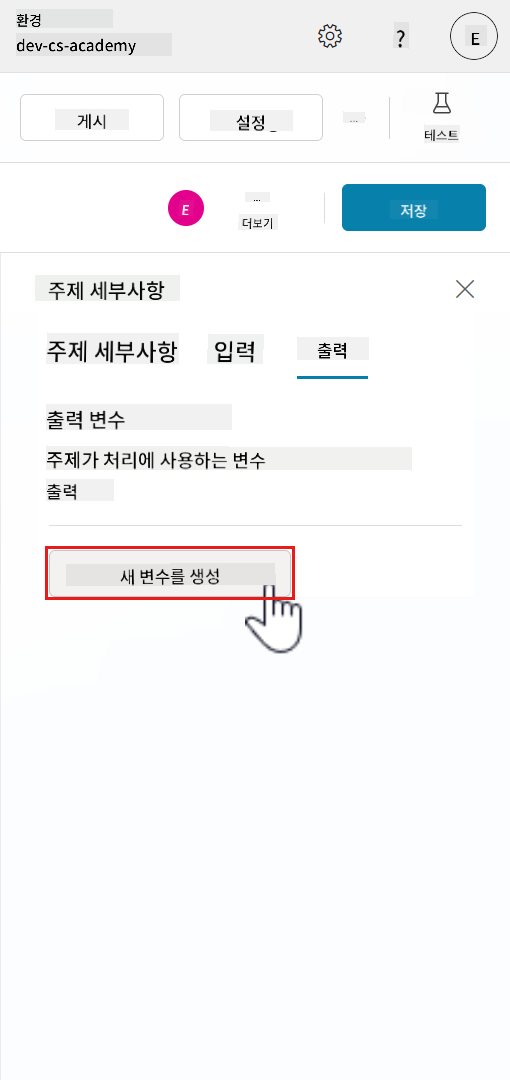 환경
dev-cs-academy
?
E
게시
설정 _
...
테스트
E
...
더보기
저장
주제 세부사항
주제 세부사항 입력 출력
출력 변수
주제가 처리에 사용하는 변수
출력
새 변수를 생성